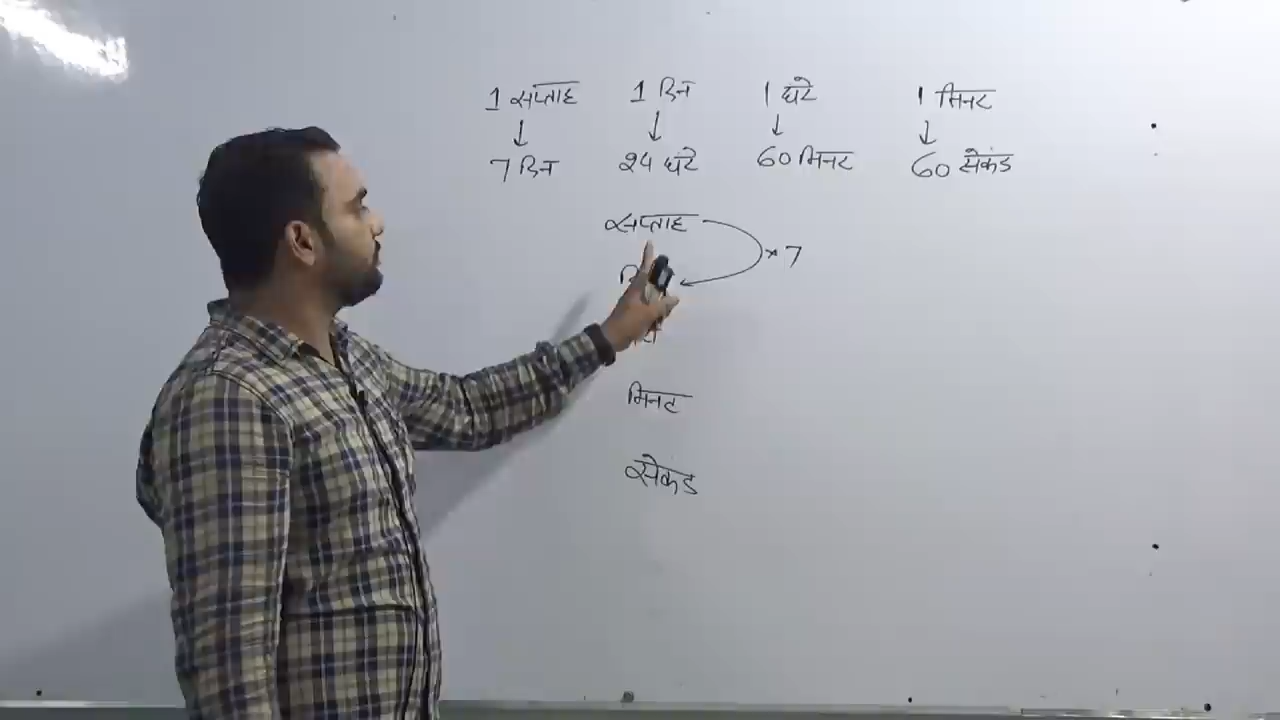 1 सप्ताह 1 दिन 1 घंटे 1 मिनट
↓ ↓ ↓ ↓
7 दिन 24 घंटे 60 मिनट 60 सेकंड
सप्ताह
× 7
मिनट
सेकंड